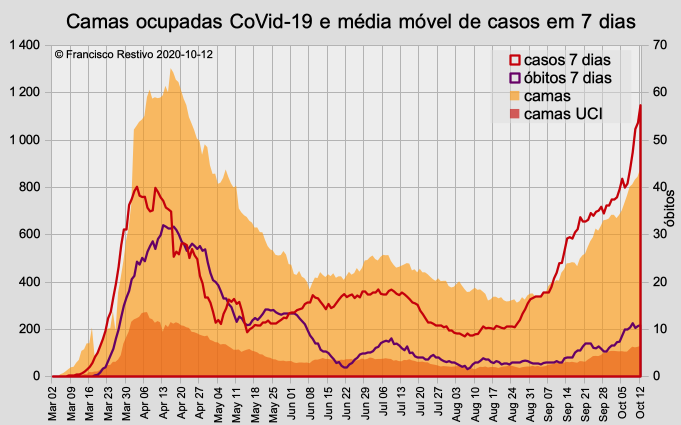 Camas ocupadas CoVid-19 e média móvel de casos em 7 dias
1 400
1 200
1 000
800
600
400
200
0
© Francisco Restivo 2020-10-12
casos 7 dias
óbitos 7 dias
camas
camas UCI
70
60
50
40
30
20
10
0
óbitos
Mar 02
Mar 09
Mar 16
Mar 23
Mar 30
Apr 06
Apr 13
Apr 20
Apr 27
May 04
May 11
May 18
May 25
Jun 01
Jun 08
Jun 15
Jun 22
Jun 29
Jul 06
Jul 13
Jul 20
Jul 27
Aug 03
Aug 10
Aug 17
Aug 24
Aug 31
Sep 07
Sep 14
Sep 21
Sep 28
Oct 05
Oct 12